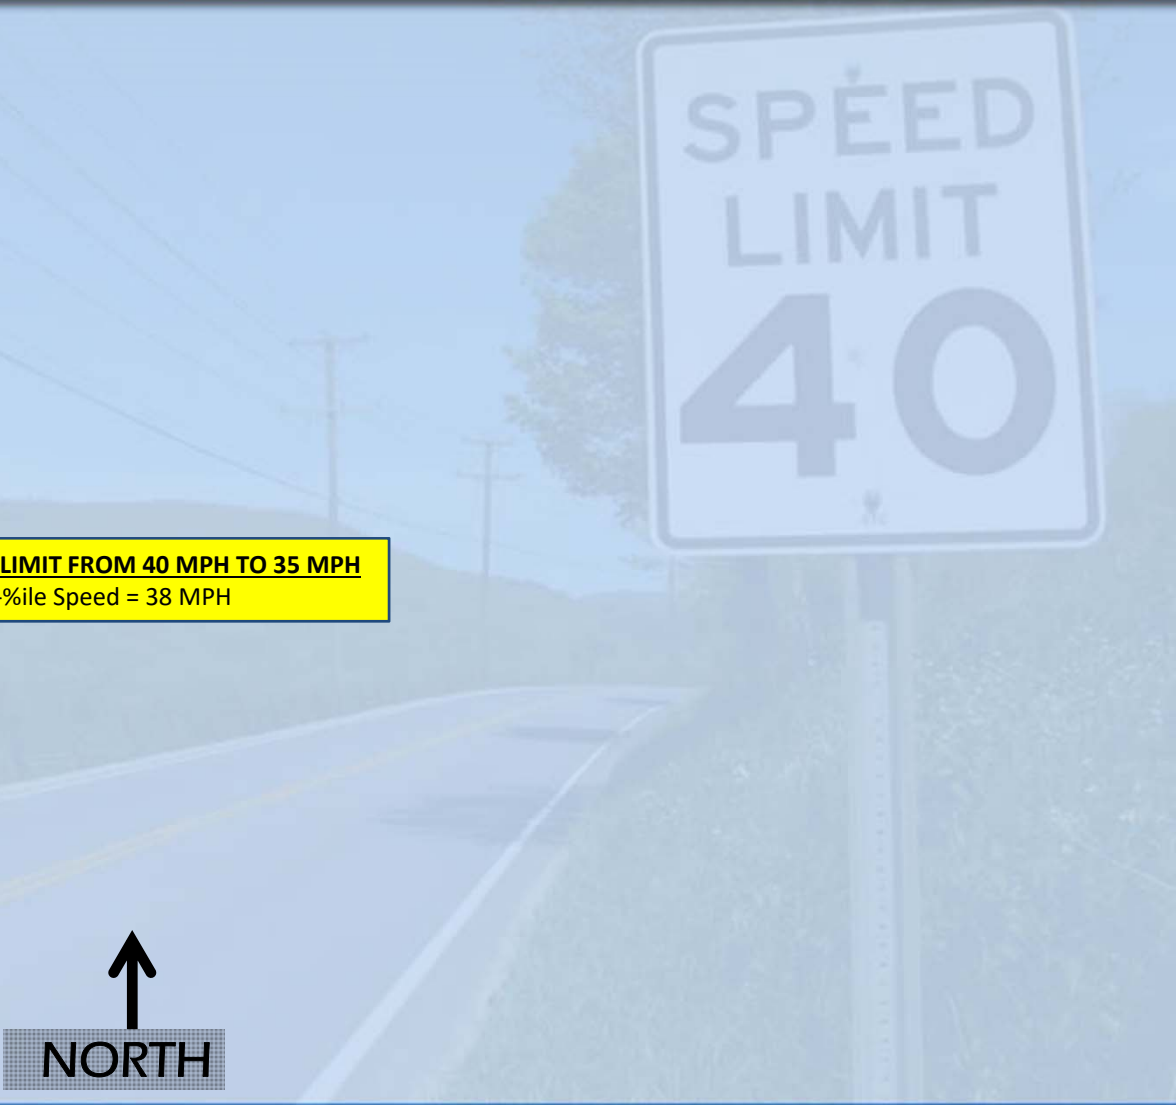 SPEED
LIMIT
40
LIMIT FROM 40 MPH TO 35 MPH
-%ile Speed = 38 MPH
NORTH